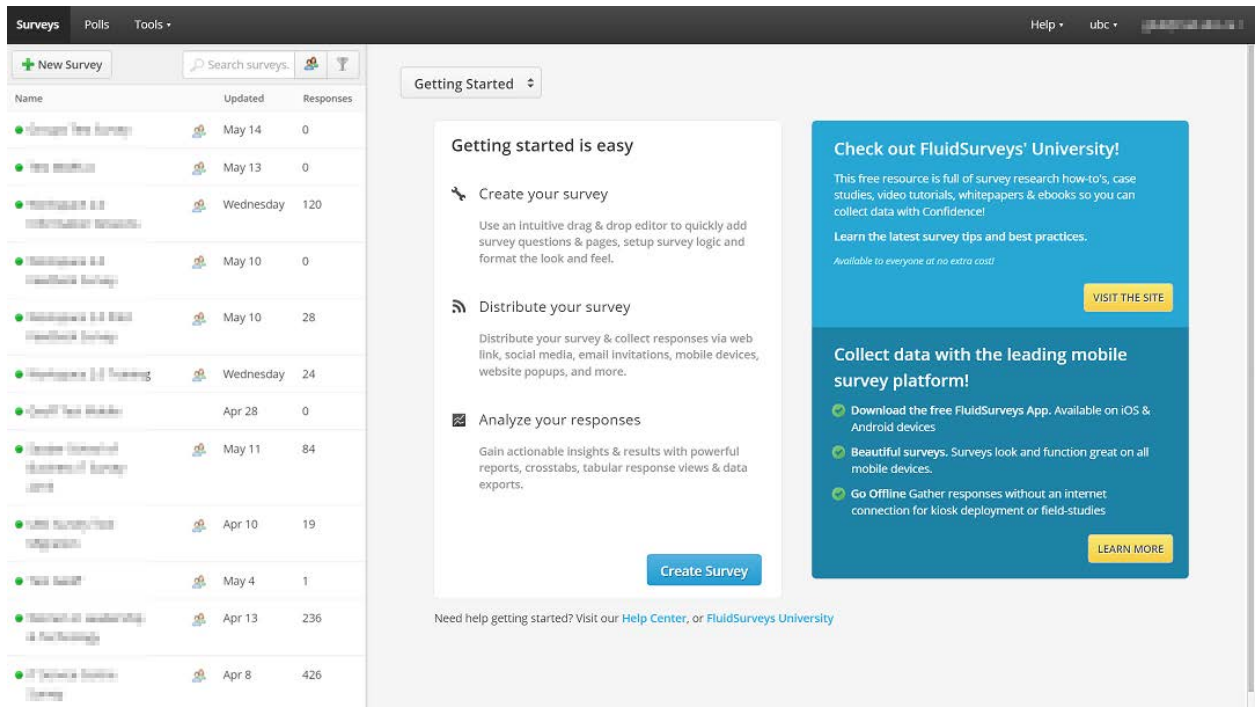 Surveys Polls Tools
Help ubc
New Survey
Search surveys.
Name Updated Responses
May 14 0
May 13 0
Wednesday 120
May 10 0
May 10 28
Wednesday 24
Apr 28 0
May 11 84
Apr 10 19
May 4 1
Apr 13 236
Apr 8 426
Getting Started
Getting started is easy
Create your survey
Use an intuitive drag & drop editor to quickly add
survey questions & pages, setup survey logic and
format the look and feel.
Distribute your survey
Distribute your survey & collect responses via web
link, social media, email invitations, mobile devices,
website popups, and more.
Analyze your responses
Gain actionable insights & results with powerful
reports, crosstabs, tabular response views & data
exports.
Create Survey
Check out FluidSurveys' University!
This free resource is full of survey research how-to's, case
studies, video tutorials, whitepapers & ebooks so you can
collect data with Confidence!
Learn the latest survey tips and best practices.
Available to everyone at no extra cost!
VISIT THE SITE
Collect data with the leading mobile
survey platform!
Download the free FluidSurveys App. Available on iOS &
Android devices
Beautiful surveys. Surveys look and function great on all
mobile devices.
Go Offline Gather responses without an internet
connection for kiosk deployment or field-studies
LEARN MORE
Need help getting started? Visit our Help Center, or FluidSurveys University